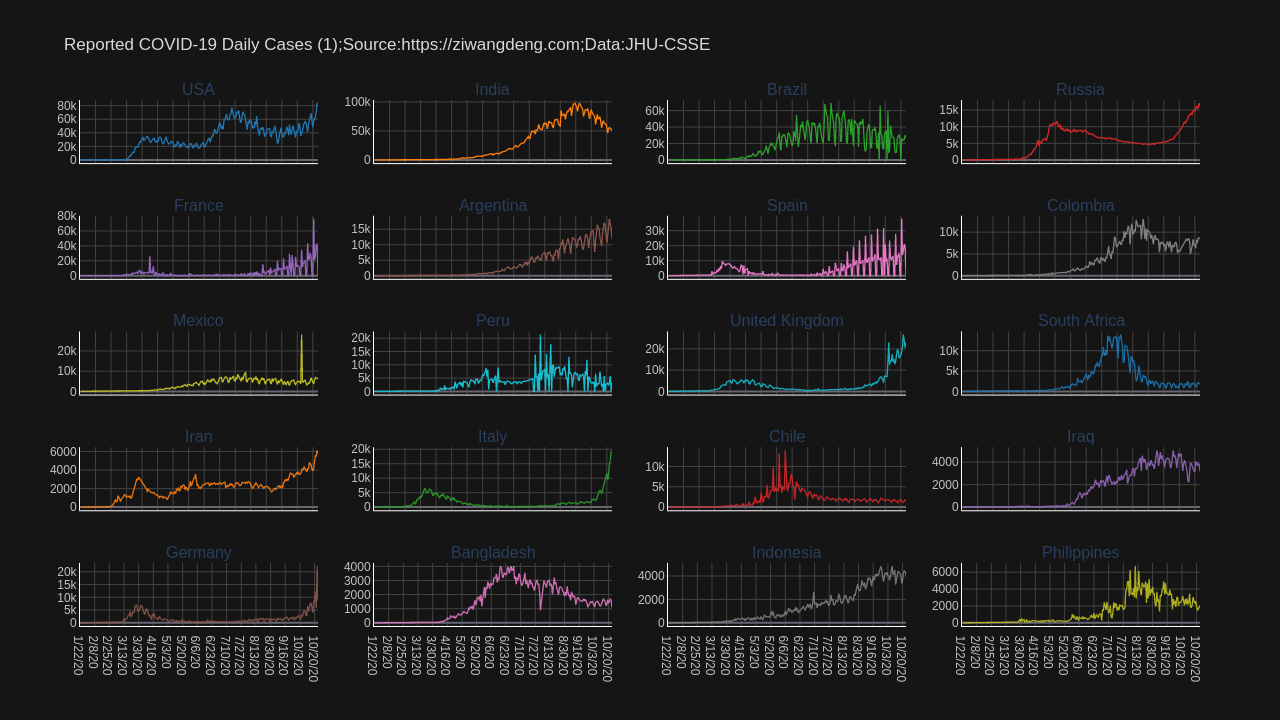 Reported COVID-19 Daily Cases (1);Source:https://ziwangdeng.com;Data:JHU-CSSE
USA
80k
60k
40k
20k
0
India
100k
50k
0
Brazil
60k
40k
20k
0
Russia
15k
10k
5k
0
France
80k
60k
40k
20k
0
Argentina
15k
10k
5k
0
Spain
30k
20k
10k
0
Colombia
10k
5k
0
Mexico
20k
10k
0
Peru
20k
15k
10k
5k
United Kingdom
20k
10k
0
South Africa
10k
5k
0
Iran
6000
4000
2000
0
Italy
20k
15k
10k
5k
0
Chile
10k
5k
0
Iraq
4000
2000
0
Germany
20k
15k
10k
5k
0
1/22/20
2/8/20
2/25/20
3/13/20
3/30/20
4/16/20
5/3/20
5/20/20
6/6/20
6/23/20
7/10/20
7/27/20
8/13/20
8/30/20
9/16/20
10/3/20
10/20/20
Bangladesh
4000
3000
2000
1000
0
1/22/20
2/8/20
2/25/20
3/13/20
3/30/20
4/16/20
5/3/20
5/20/20
6/6/20
6/23/20
7/10/20
7/27/20
8/13/20
8/30/20
9/16/20
10/3/20
10/20/20
Indonesia
4000
2000
0
1/22/20
2/8/20
2/25/20
3/13/20
3/30/20
4/16/20
5/3/20
5/20/20
6/6/20
6/23/20
7/10/20
7/27/20
8/13/20
8/30/20
9/16/20
10/3/20
10/20/20
Philippines
6000
4000
2000
0
1/22/20
2/8/20
2/25/20
3/13/20
3/30/20
4/16/20
5/3/20
5/20/20
6/6/20
6/23/20
7/10/20
7/27/20
8/13/20
8/30/20
9/16/20
10/3/20
10/20/20